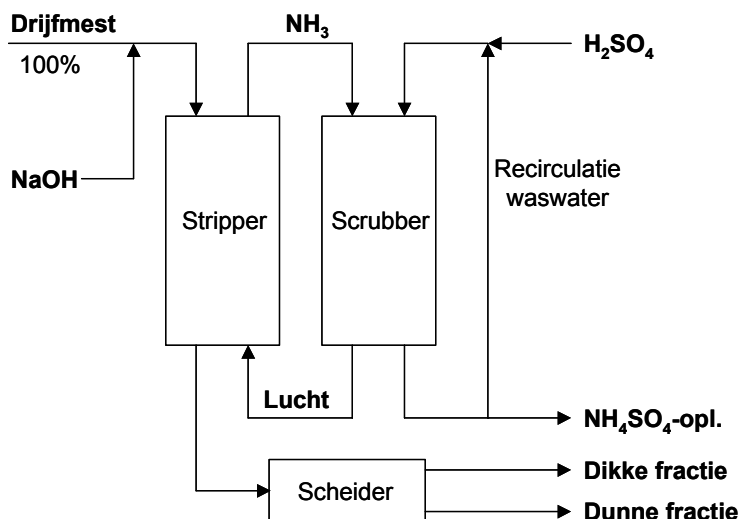 Drijfmest
NH₃
H₂SO₄
100%
NaOH
Recirculatie
waswater
Stripper
Scrubber
Lucht
NH₄SO₄-opl.
Dikke fractie
Scheider
Dunne fractie